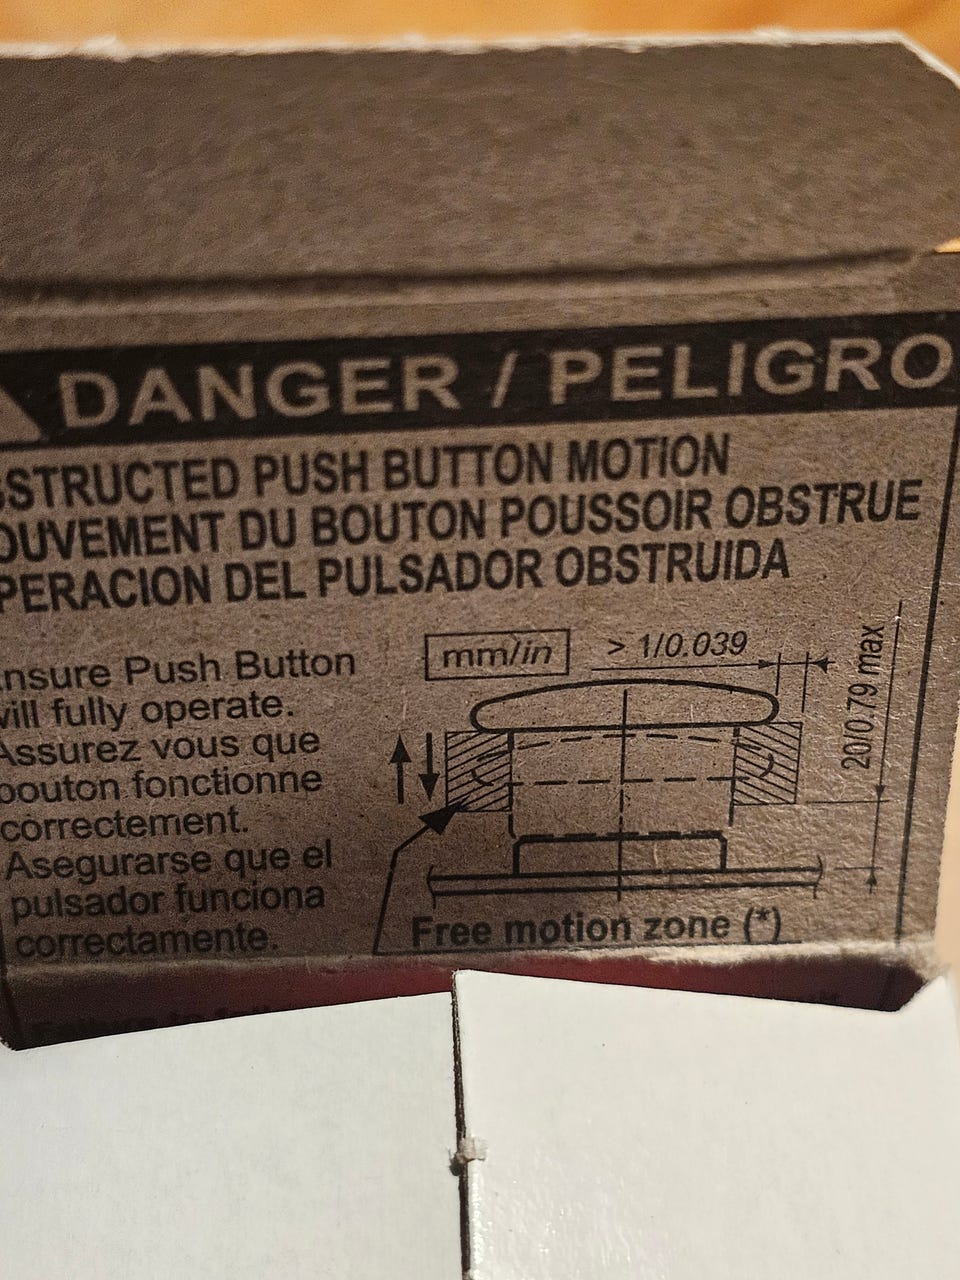 DANGER / PELIGRO
STRUCTED PUSH BUTTON MOTION
OUVEMENT DU BOUTON POUSSOIR OBSTRUE
PERACION DEL PULSADOR OBSTRUIDA
nsure Push Button
will fully operate.
Assurez vous que
bouton fonctionne
correctement.
Asegurarse que el
pulsador funciona
correctamente.
mm/in
> 1/0.039
20/0.79 max
Free motion zone (*)